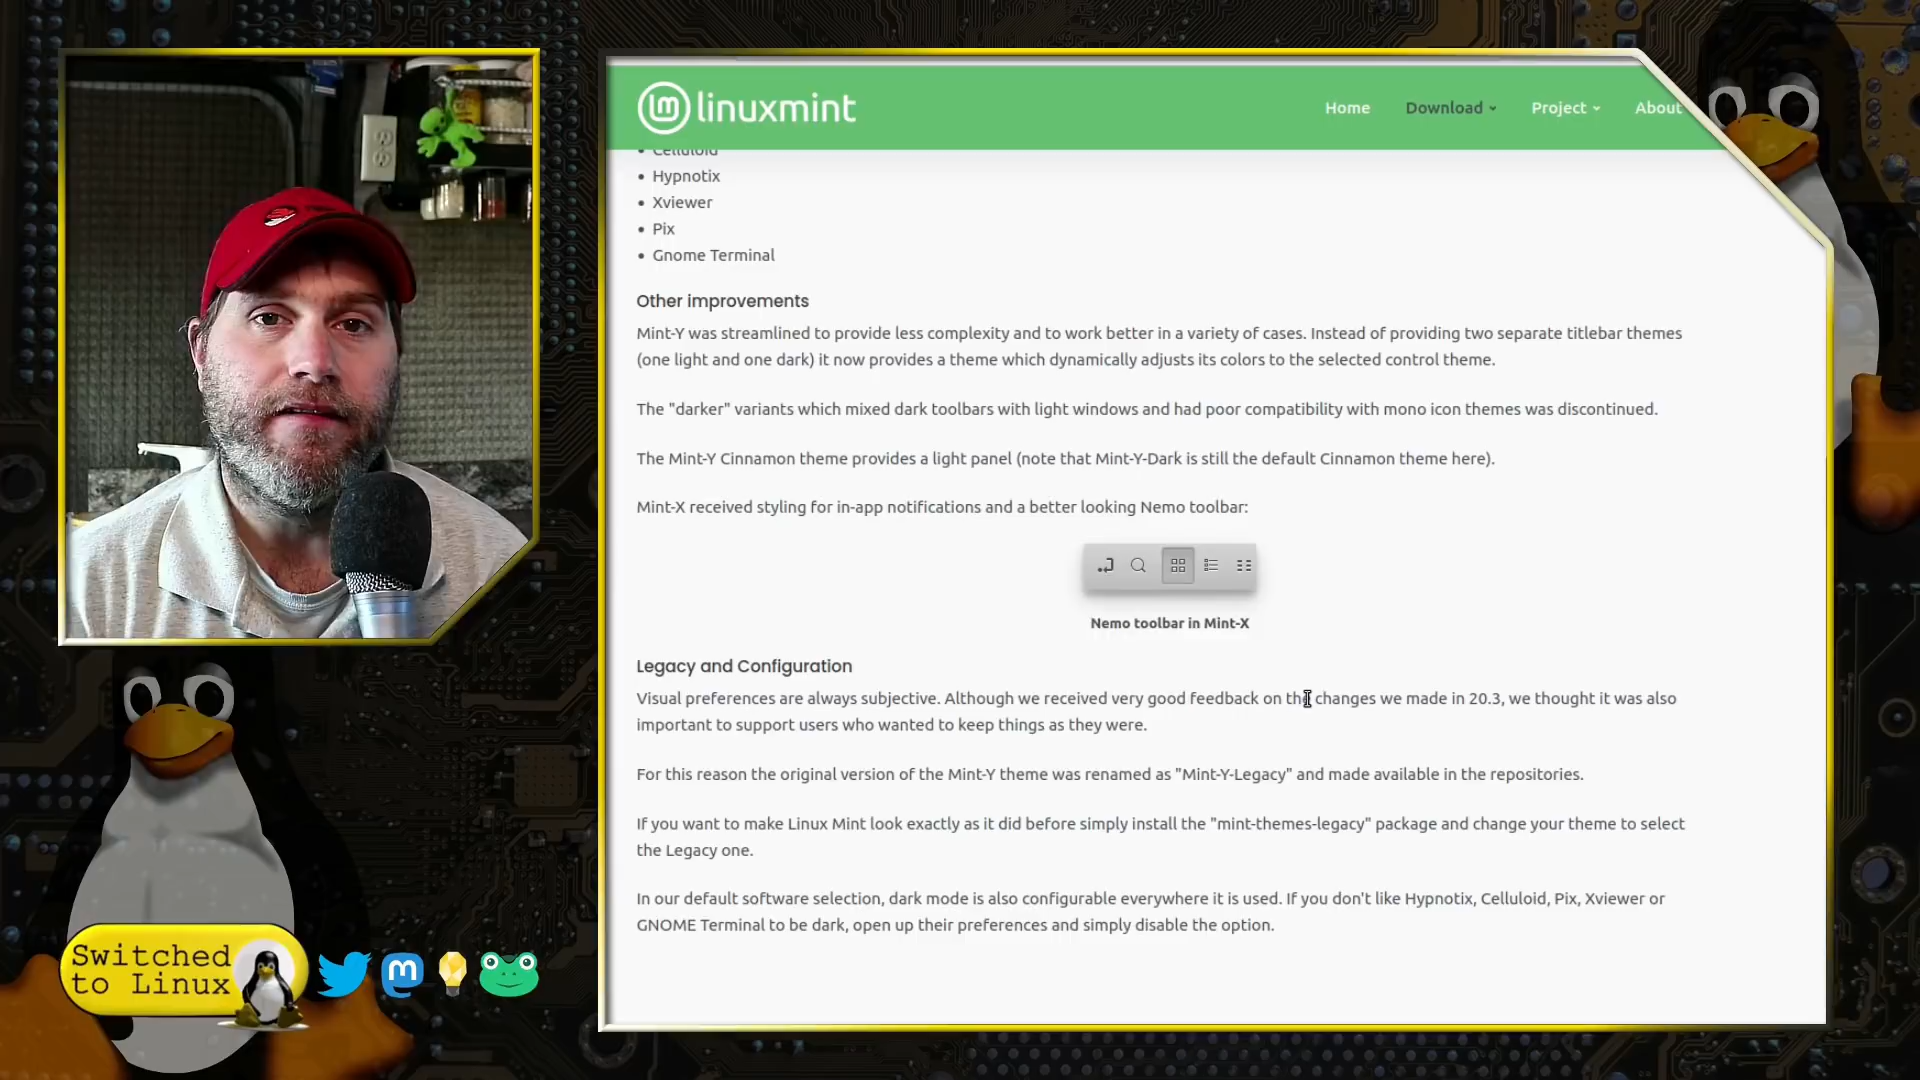 linuxmint
Home
Download
Project
About
Celluloid
Hypnotix
Xviewer
Pix
Gnome Terminal
Other improvements
Mint-Y was streamlined to provide less complexity and to work better in a variety of cases. Instead of providing two separate titlebar themes
(one light and one dark) it now provides a theme which dynamically adjusts its colors to the selected control theme.
The "darker" variants which mixed dark toolbars with light windows and had poor compatibility with mono icon themes was discontinued.
The Mint-Y Cinnamon theme provides a light panel (note that Mint-Y-Dark is still the default Cinnamon theme here).
Mint-X received styling for in-app notifications and a better looking Nemo toolbar:
Nemo toolbar in Mint-X
Legacy and Configuration
Visual preferences are always subjective. Although we received very good feedback on the changes we made in 20.3, we thought it was also
important to support users who wanted to keep things as they were.
For this reason the original version of the Mint-Y theme was renamed as "Mint-Y-Legacy" and made available in the repositories.
If you want to make Linux Mint look exactly as it did before simply install the "mint-themes-legacy" package and change your theme to select
the Legacy one.
In our default software selection, dark mode is also configurable everywhere it is used. If you don't like Hypnotix, Celluloid, Pix, Xviewer or
GNOME Terminal to be dark, open up their preferences and simply disable the option.
Switched
to Linux